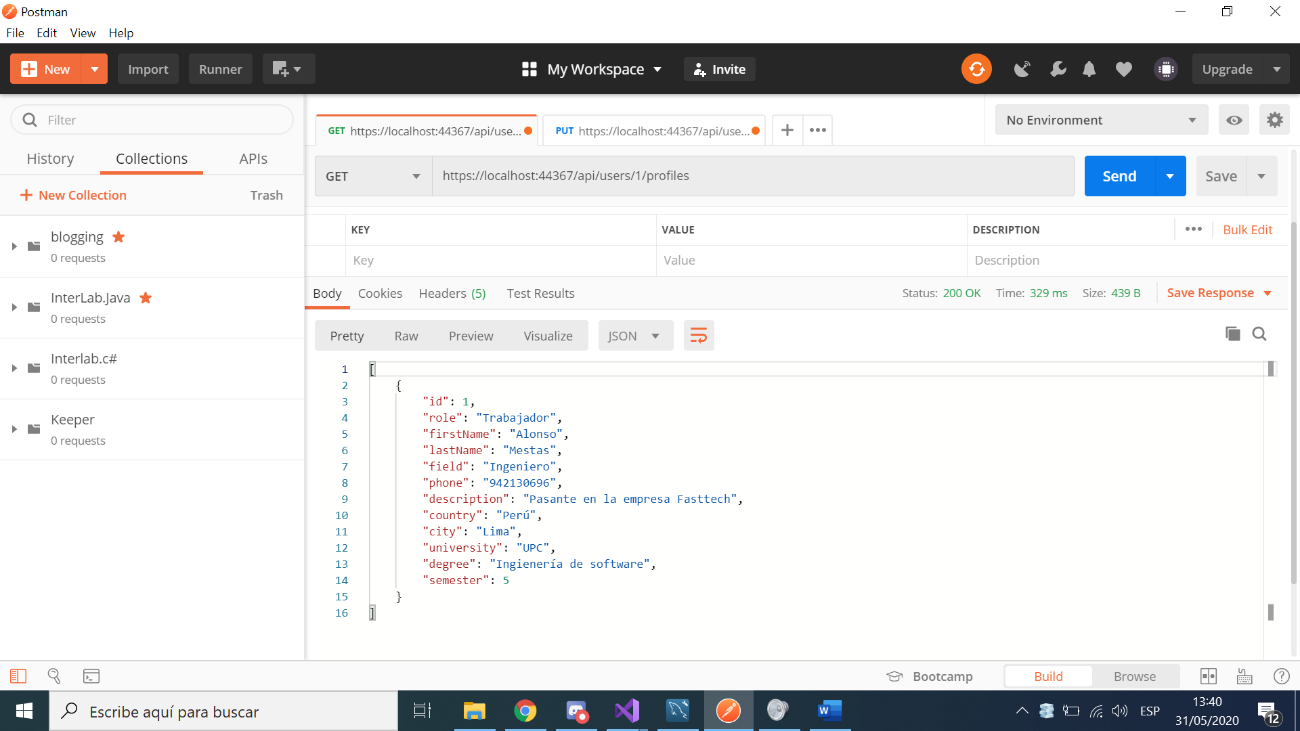 Postman
File Edit View Help
New Import Runner My Workspace Invite Upgrade
Filter
History Collections APIs
New Collection Trash
blogging
0 requests
InterLab.Java
0 requests
Interlab.c#
0 requests
Keeper
0 requests
GET https://localhost:44367/api/use... PUT https://localhost:44367/api/use... No Environment
GET https://localhost:44367/api/users/1/profiles Send Save
KEY VALUE DESCRIPTION Bulk Edit
Key Value Description
Body Cookies Headers (5) Test Results Status: 200 OK Time: 329 ms Size: 439 B Save Response
Pretty Raw Preview Visualize JSON
1 [
2 {
3 "id": 1,
4 "role": "Trabajador",
5 "firstName": "Alonso",
6 "lastName": "Mestas",
7 "field": "Ingeniero",
8 "phone": "942130696",
9 "description": "Pasante en la empresa Fasttech",
10 "country": "Perú",
11 "city": "Lima",
12 "university": "UPC",
13 "degree": "Ingienería de software",
14 "semester": 5
15 }
16 ]
Bootcamp Build Browse
Escribe aquí para buscar
ESP
13:40
31/05/2020
12